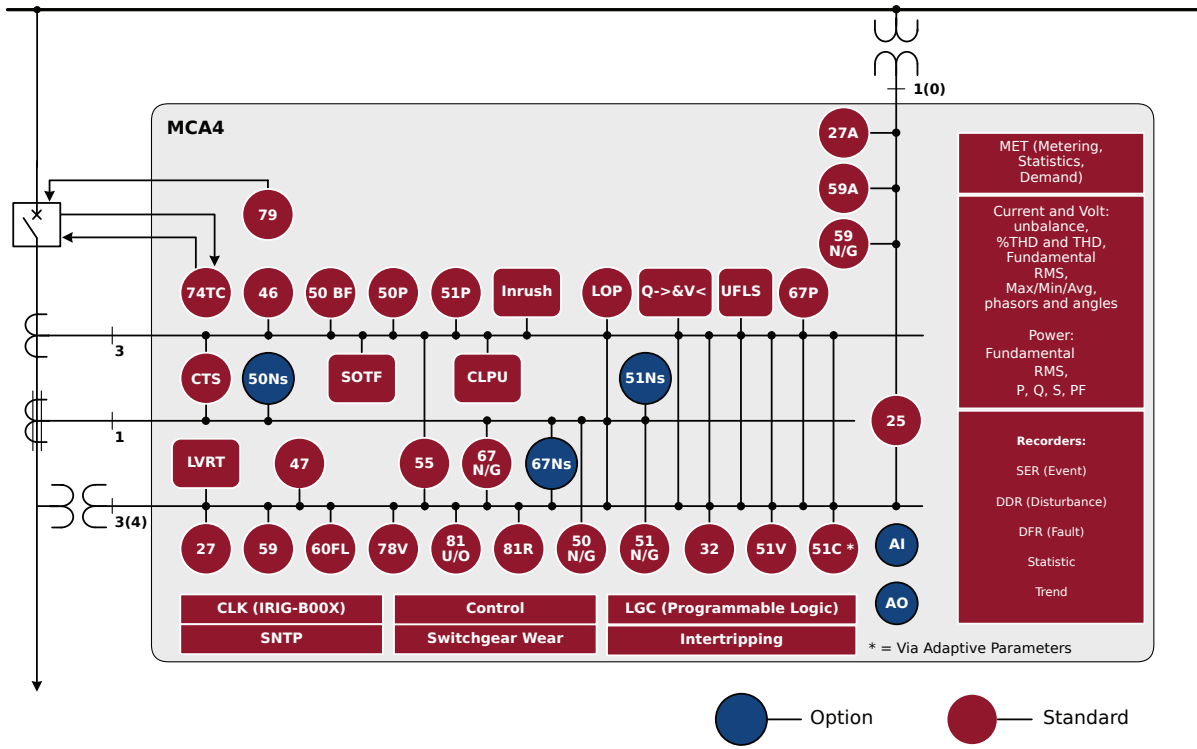 1(0)
MCA4
27A
59A
59
N/G
79
74TC
46
50 BF
50P
51P
Inrush
LOP
Q->&V<
UFLS
67P
3
CTS
50Ns
SOTF
CLPU
51Ns
25
1
LVRT
47
55
67
N/G
67Ns
3(4)
27
59
60FL
78V
81
U/O
81R
50
N/G
51
N/G
32
51V
51C *
AI
AO
MET (Metering,
Statistics,
Demand)
Current and Volt:
unbalance,
%THD and THD,
Fundamental
RMS,
Max/Min/Avg,
phasors and angles
Power:
Fundamental
RMS,
P, Q, S, PF
Recorders:
SER (Event)
DDR (Disturbance)
DFR (Fault)
Statistic
Trend
CLK (IRIG-B00X)
Control
LGC (Programmable Logic)
SNTP
Switchgear Wear
Intertripping
* = Via Adaptive Parameters
Option
Standard